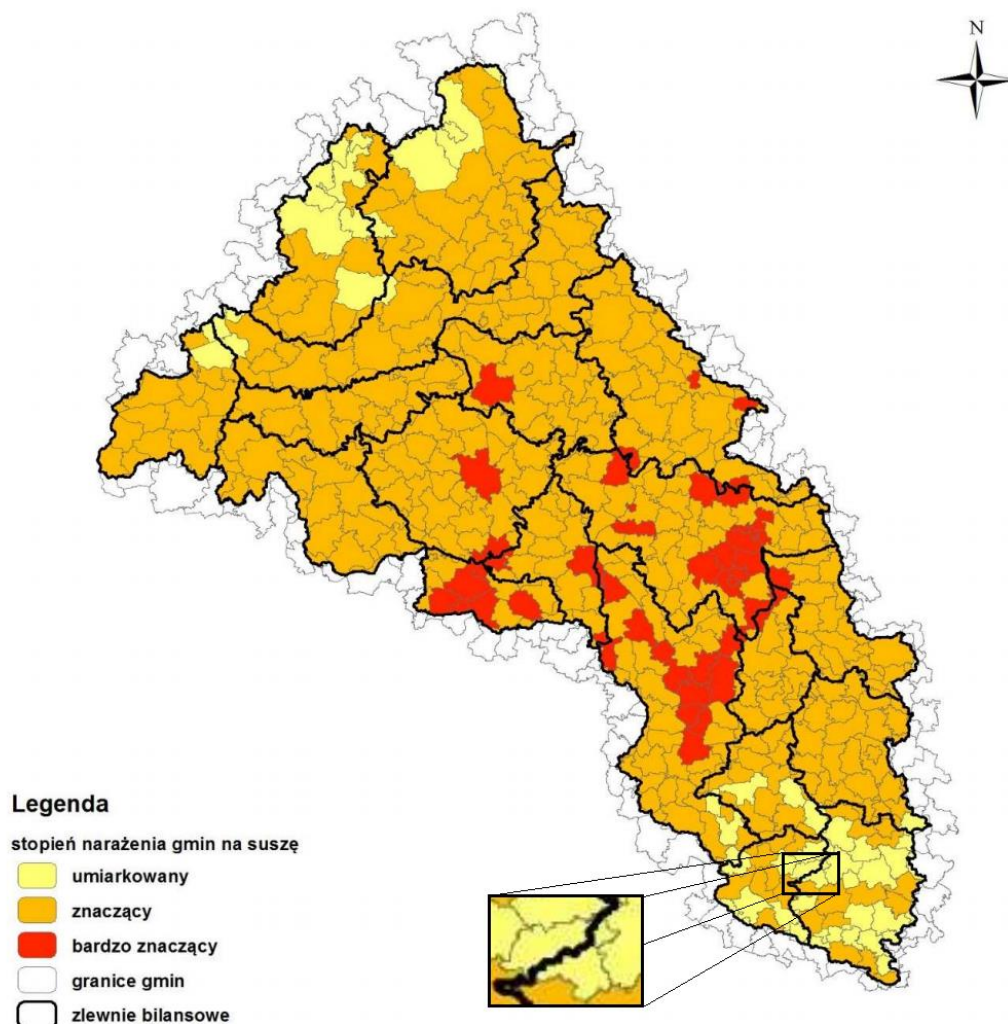 N
Legenda
stopień narażenia gmin na suszę
umiarkowany
znaczący
bardzo znaczący
granice gmin
zlewnie bilansowe